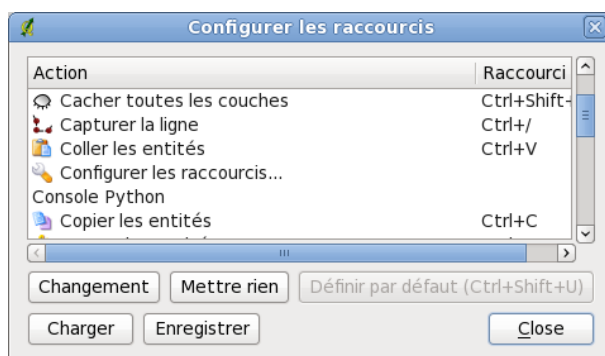 Configurer les raccourcis
Action Raccourci
Cacher toutes les couches Ctrl+Shift+
Capturer la ligne Ctrl+/
Coller les entités Ctrl+V
Configurer les raccourcis...
Console Python
Copier les entités Ctrl+C
Changement Mettre rien Définir par défaut (Ctrl+Shift+U)
Charger Enregistrer Close